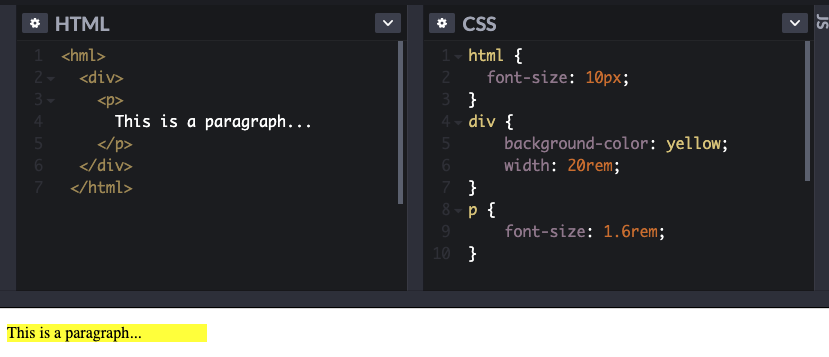 HTML
1 <hml>
2 <div>
3 <p>
4 This is a paragraph...
5 </p>
6 </div>
7 </html>
CSS
1 html {
2 font-size: 10px;
3 }
4 div {
5 background-color: yellow;
6 width: 20rem;
7 }
8 p {
9 font-size: 1.6rem;
10 }
JS
This is a paragraph...